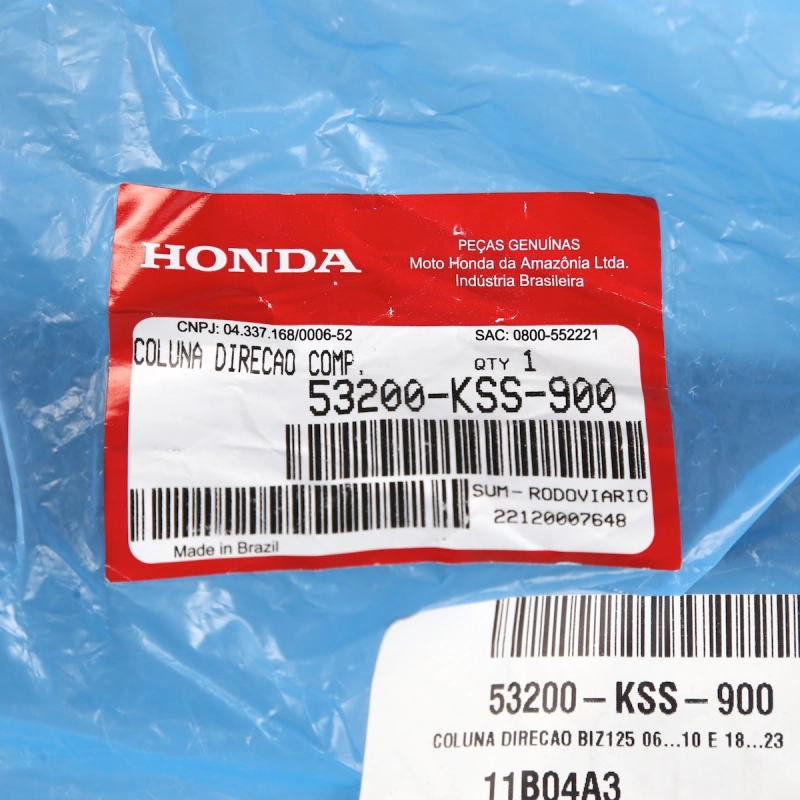 HONDA
PEÇAS GENUÍNAS
Moto Honda da Amazônia Ltda.
Indústria Brasileira
CNPJ: 04.337.168/0006-52
SAC: 0800-552221
COLUNA DIRECAO COMP.
QTY 1
53200-KSS-900
SUM-RODOVIARIO
22120007648
Made in Brazil
53200-KSS-900
COLUNA DIRECAO BIZ125 06...10 E 18...23
11B04A3